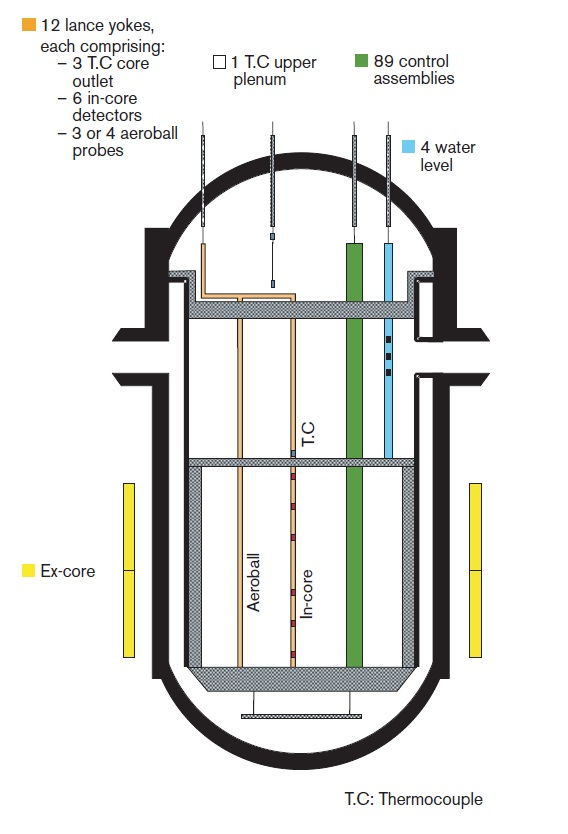 12 lance yokes,
each comprising:
– 3 T.C core
outlet
– 6 in-core
detectors
– 3 or 4 aeroball
probes
1 T.C upper
plenum
89 control
assemblies
4 water
level
T.C
Aeroball
In-core
Ex-core
T.C: Thermocouple